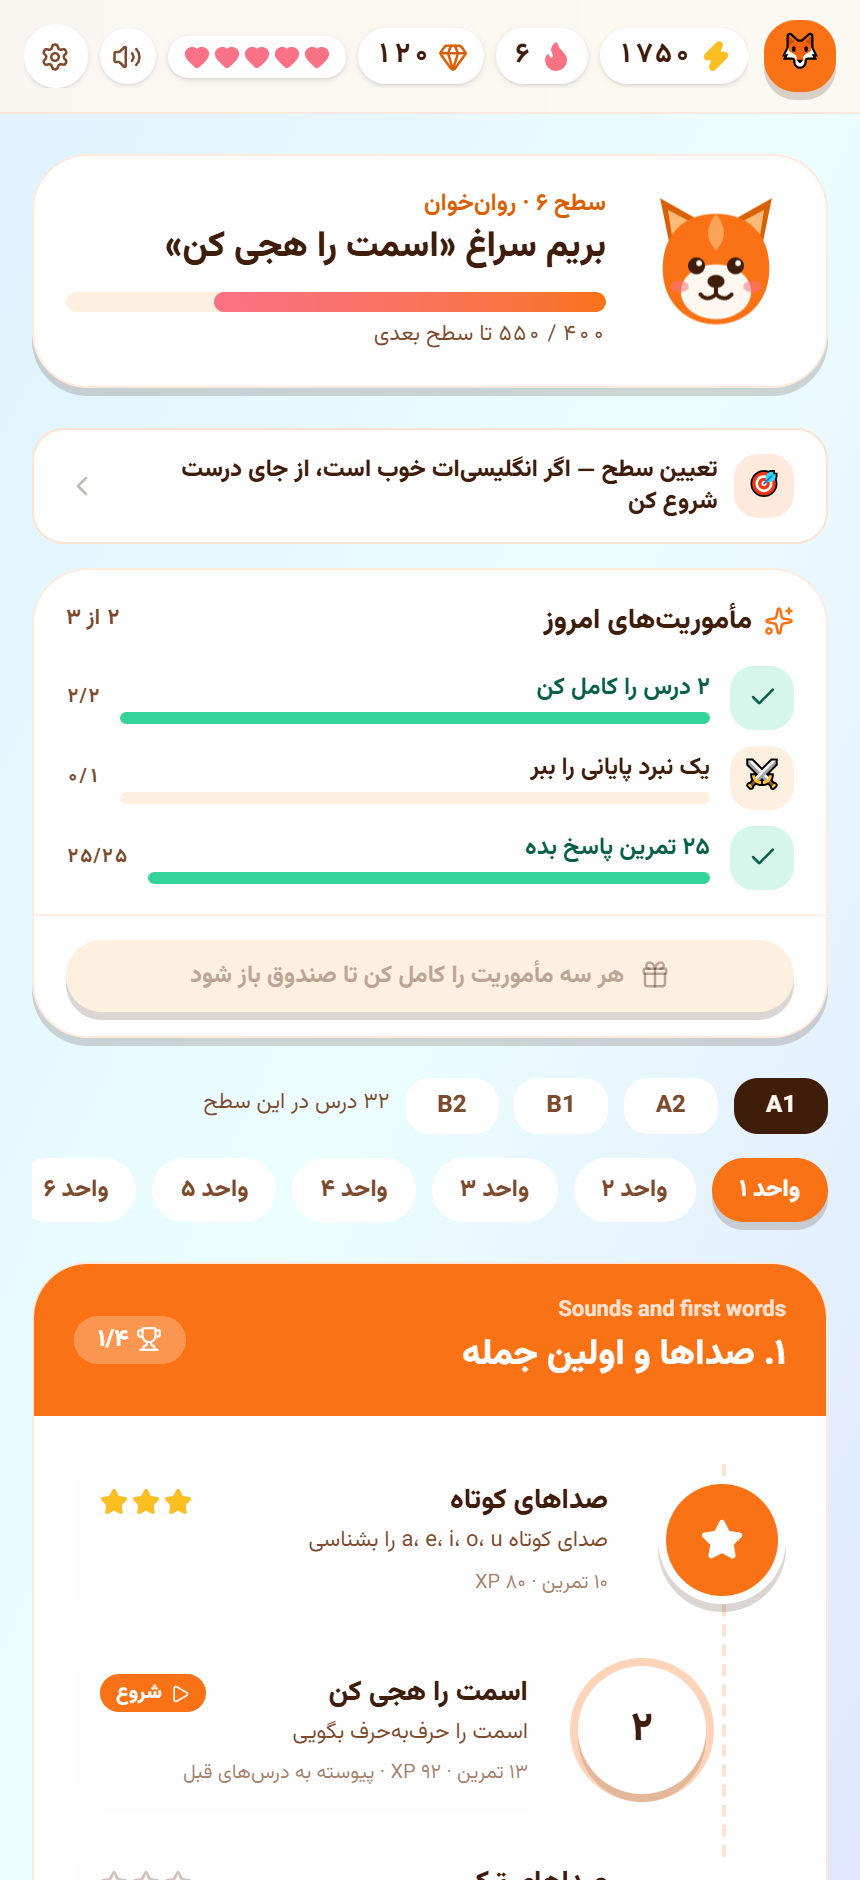 ۱۷۵۰
۶
۱۲۰
سطح ۶ · روان‌خوان
بریم سراغ «اسمت را هجی کن»
۴۰۰ / ۵۵۰ تا سطح بعدی
تعیین سطح — اگر انگلیسی‌ات خوب است، از جای درست
شروع کن
مأموریت‌های امروز
۲ از ۳
۲ درس را کامل کن
۲/۲
یک نبرد پایانی را ببر
۰/۱
۲۵ تمرین پاسخ بده
۲۵/۲۵
هر سه مأموریت را کامل کن تا صندوق باز شود
A1
A2
B1
B2
۳۲ درس در این سطح
واحد ۱
واحد ۲
واحد ۳
واحد ۴
واحد ۵
واحد ۶
Sounds and first words
۱. صداها و اولین جمله
۱/۴
صداهای کوتاه
صدای کوتاه a، e، i، o، u را بشناسی
۱۰ تمرین · ۸۰ XP
۲
اسمت را هجی کن
شروع
اسمت را حرف‌به‌حرف بگویی
۱۳ تمرین · ۹۲ XP · پیوسته به درس‌های قبل